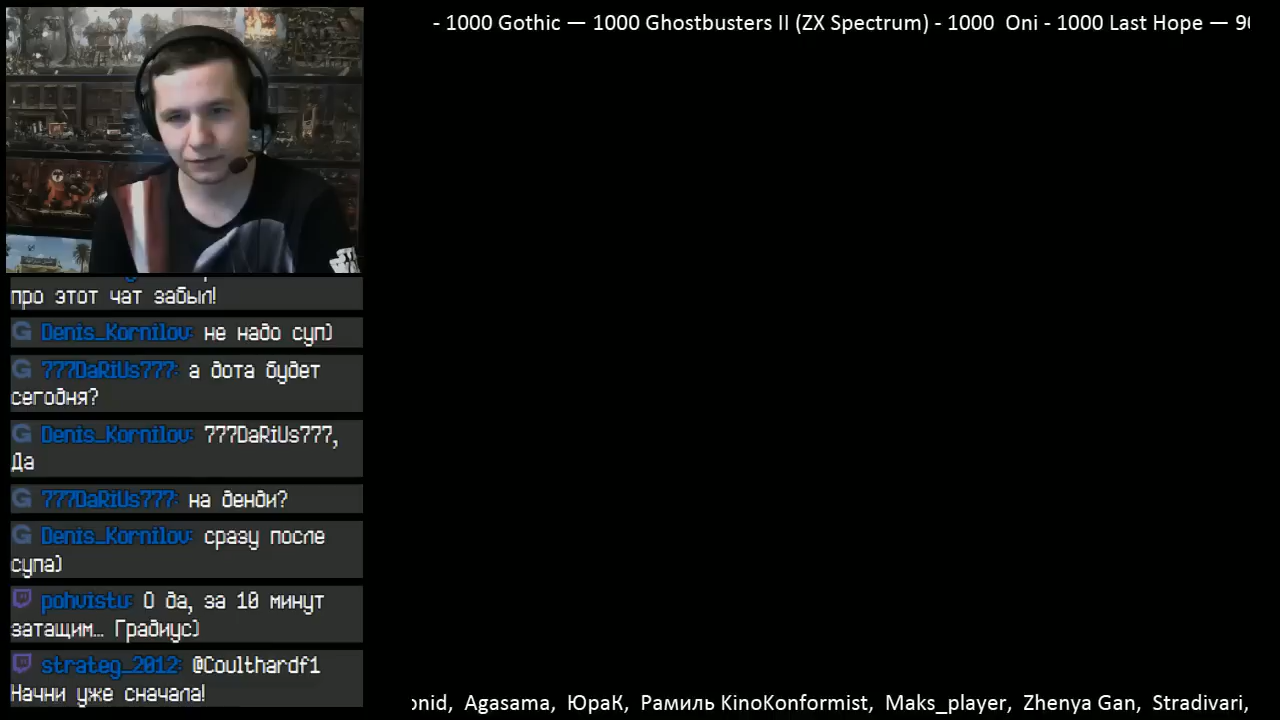 - 1000 Gothic — 1000 Ghostbusters II (ZX Spectrum) - 1000 Oni - 1000 Last Hope —
про этот чат забыл!
Denis_Kornilov: не надо суп)
777DaRiUs777: а дота будет
сегодня?
Denis_Kornilov: 777DaRiUs777,
Да
777DaRiUs777: на денди?
Denis_Kornilov: сразу после
супа)
pohvistu: О да, за 10 минут
затащим... Градиус)
strateg_2012: @Coulthardf1
Начни уже сначала!
onid, Agasama, ЮраК, Рамиль KinoKonformist, Maks_player, Zhenya Gan, Stradivari,